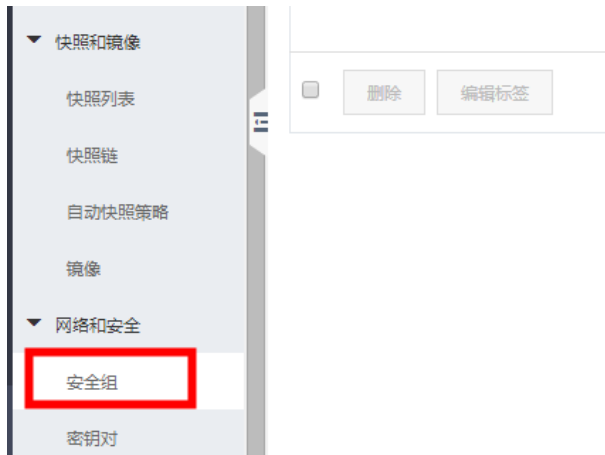 快照和镜像
快照列表
删除 编辑标签
快照链
自动快照策略
镜像
网络和安全
安全组
密钥对